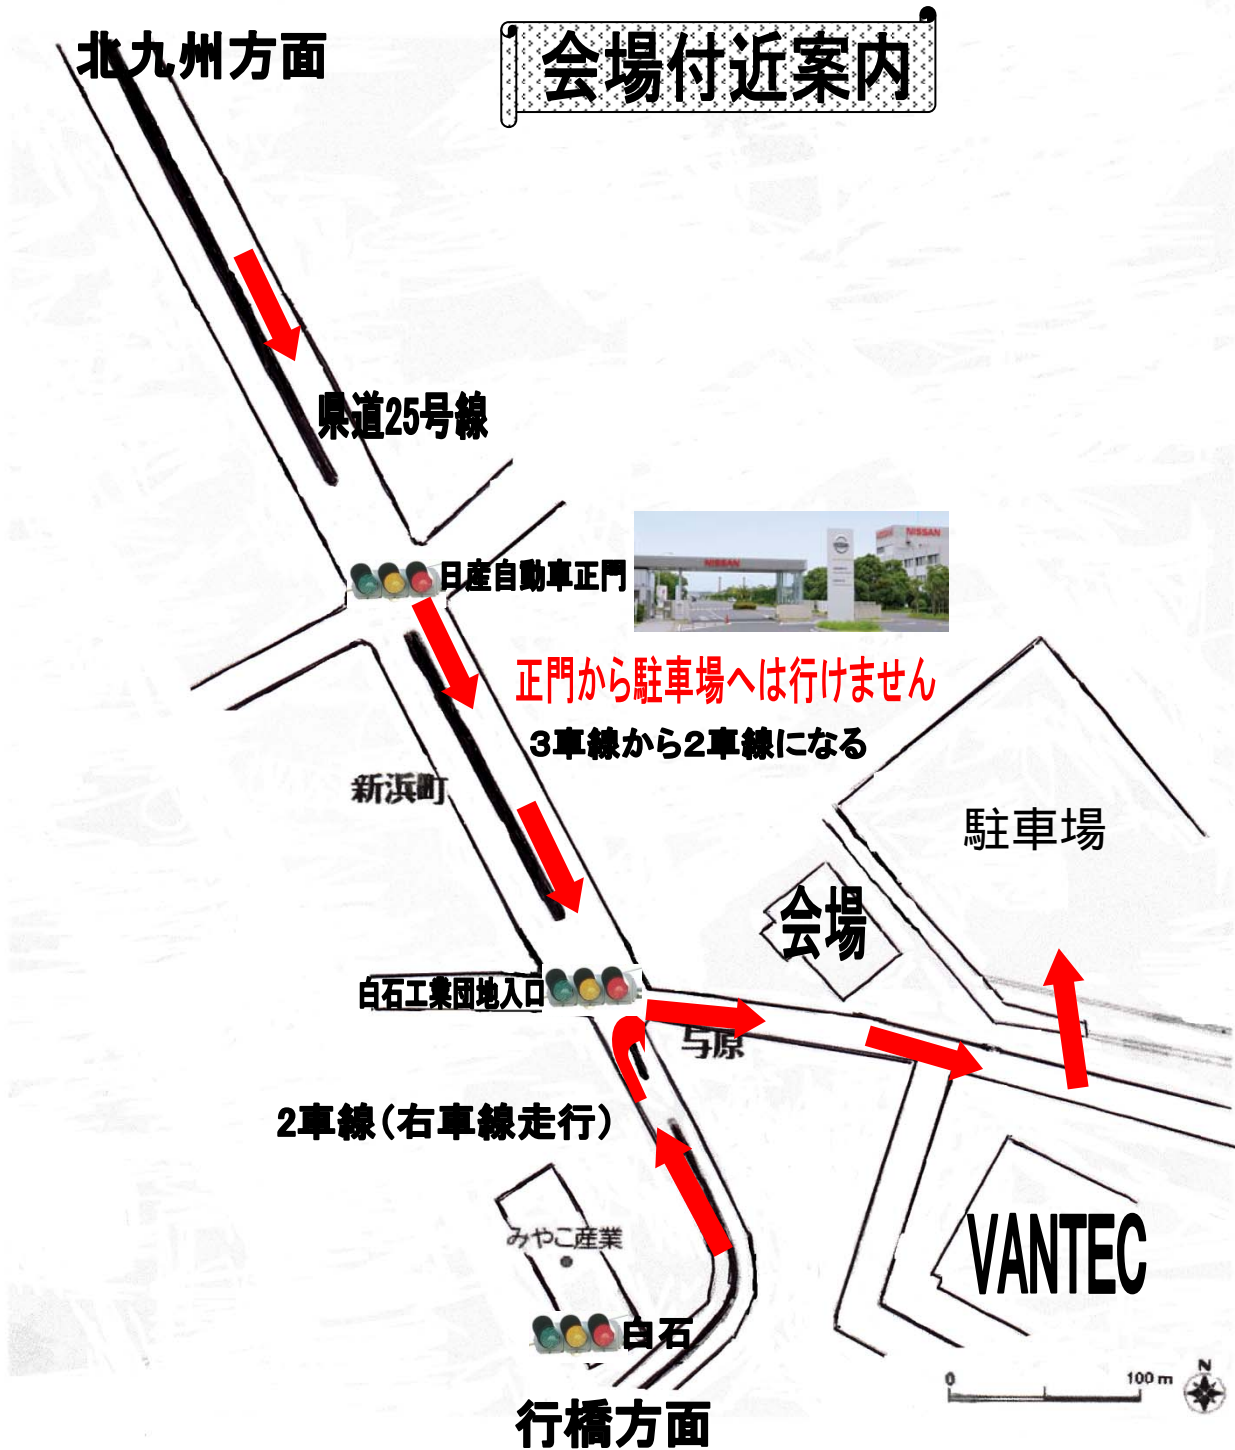 北九州方面
会場付近案内
県道25号線
日産自動車正門
NISSAN
NISSAN
正門から駐車場へは行けません
3車線から2車線になる
新浜町
駐車場
会場
白石工業団地入口
与原
2車線(右車線走行)
みやこ産業
VANTEC
白石
0
100 m
N
行橋方面